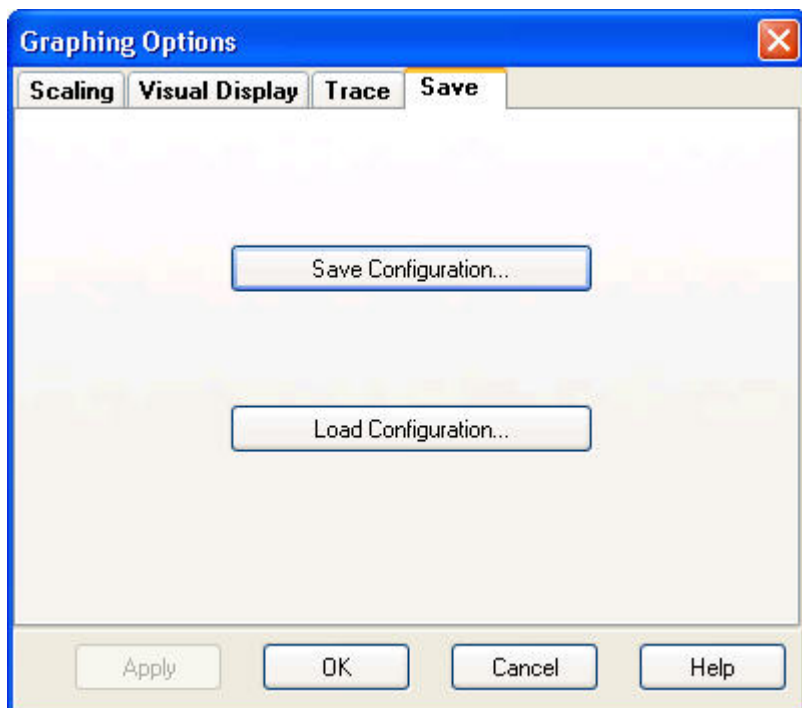 Graphing Options
Scaling Visual Display Trace Save
Save Configuration...
Load Configuration...
Apply OK Cancel Help